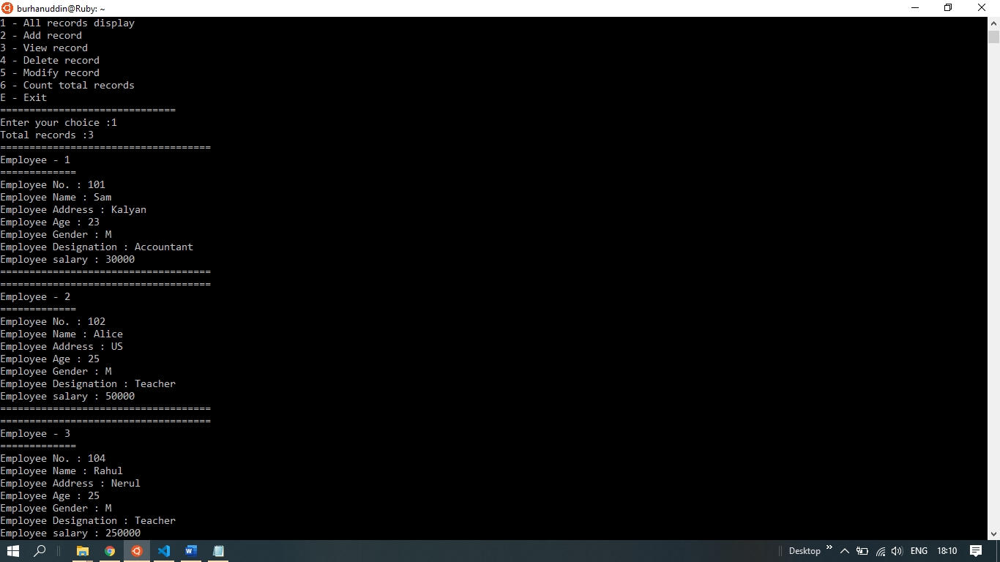 burhanuddin@Ruby: ~
1 - All records display
2 - Add record
3 - View record
4 - Delete record
5 - Modify record
6 - Count total records
E - Exit
==============================
Enter your choice :1
Total records :3
====================================
Employee - 1
=============
Employee No. : 101
Employee Name : Sam
Employee Address : Kalyan
Employee Age : 23
Employee Gender : M
Employee Designation : Accountant
Employee salary : 30000
====================================
====================================
Employee - 2
=============
Employee No. : 102
Employee Name : Alice
Employee Address : US
Employee Age : 25
Employee Gender : M
Employee Designation : Teacher
Employee salary : 50000
====================================
====================================
Employee - 3
=============
Employee No. : 104
Employee Name : Rahul
Employee Address : Nerul
Employee Age : 25
Employee Gender : M
Employee Designation : Teacher
Employee salary : 250000
Desktop » ENG 18:10